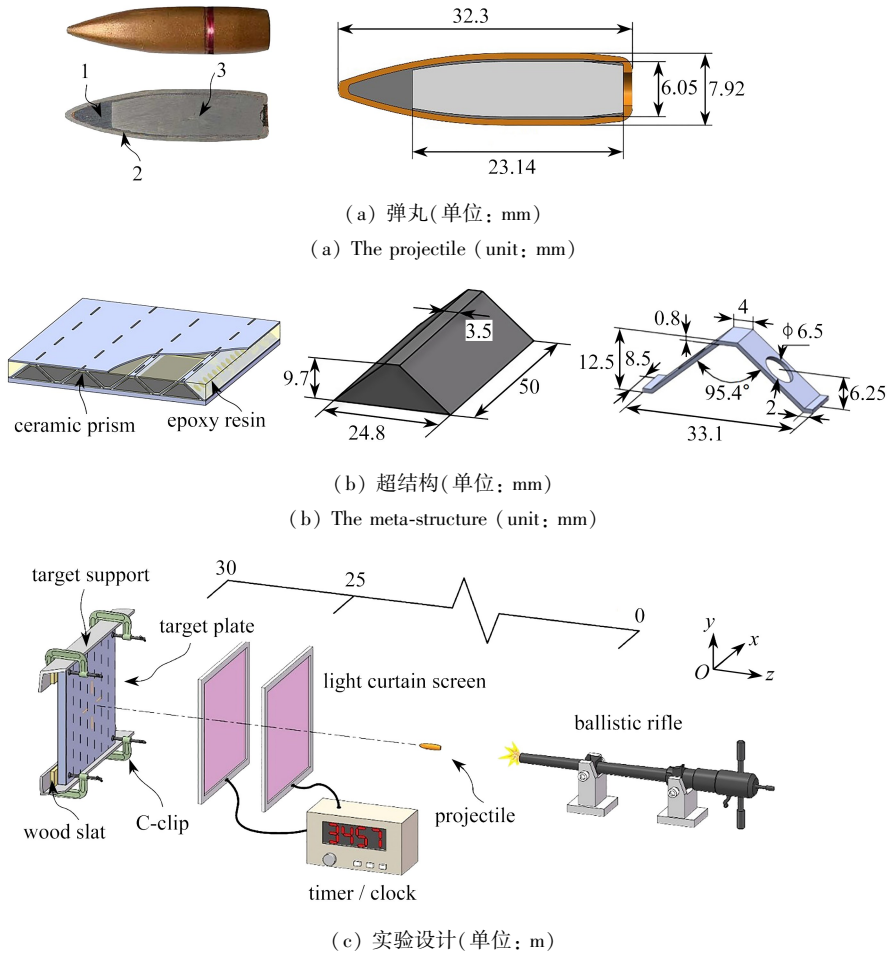 32.3
1
3
2
6.05
7.92
23.14
(a) 弹丸(单位: mm)
(a) The projectile (unit: mm)
ceramic prism
epoxy resin
3.5
9.7
50
24.8
0.8
4
ϕ6.5
12.5
8.5
95.4°
2
6.25
33.1
(b) 超结构(单位: mm)
(b) The meta-structure (unit: mm)
30
25
0
target support
target plate
light curtain screen
y
x
O
z
ballistic rifle
projectile
wood slat
C-clip
3457
timer / clock
(c) 实验设计(单位: m)